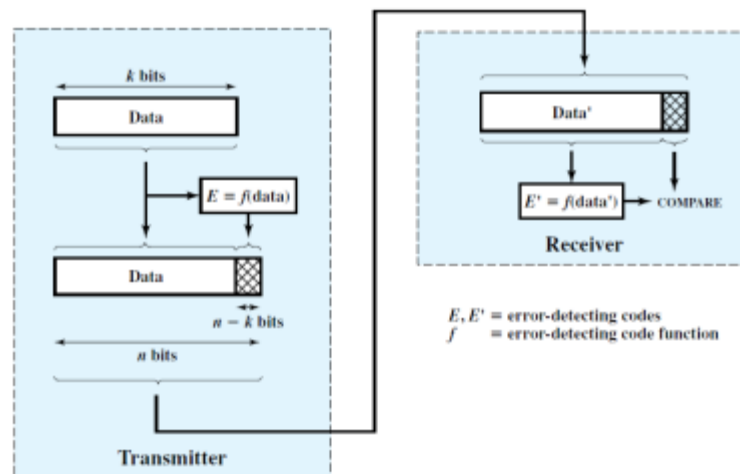 k bits
Data
E = f(data)
Data
n − k bits
n bits
Transmitter
Data'
E' = f(data')
COMPARE
Receiver
E, E' = error-detecting codes
f = error-detecting code function